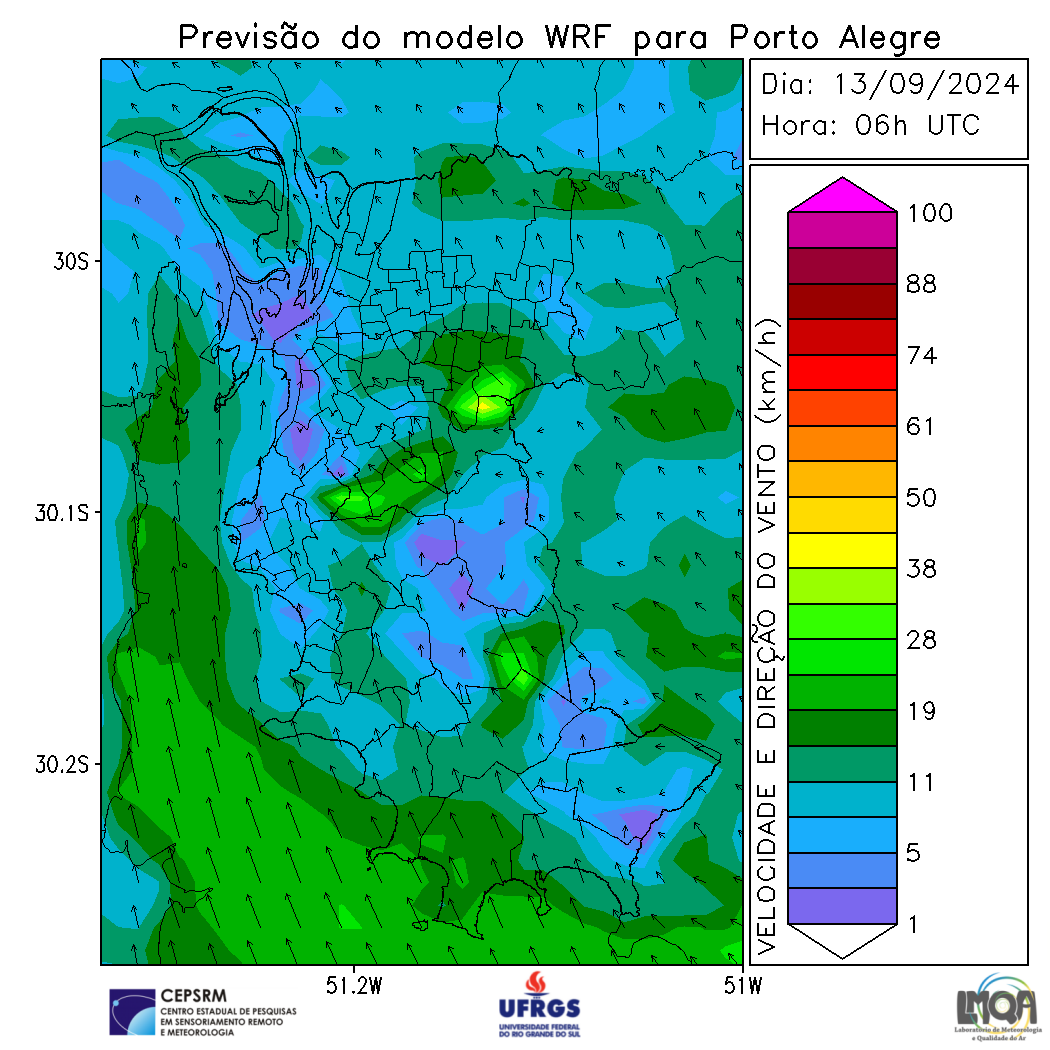 Previsão do modelo WRF para Porto Alegre
Dia: 13/09/2024
Hora: 06h UTC
30S
30.1S
30.2S
51.2W
51W
VELOCIDADE E DIREÇÃO DO VENTO (km/h)
100
88
74
61
50
38
28
19
11
5
1
CEPSRM
CENTRO ESTADUAL DE PESQUISAS
EM SENSORIAMENTO REMOTO
E METEOROLOGIA
UFRGS
UNIVERSIDADE FEDERAL
DO RIO GRANDE DO SUL
LMQA
Laboratório de Meteorologia
e Qualidade do Ar